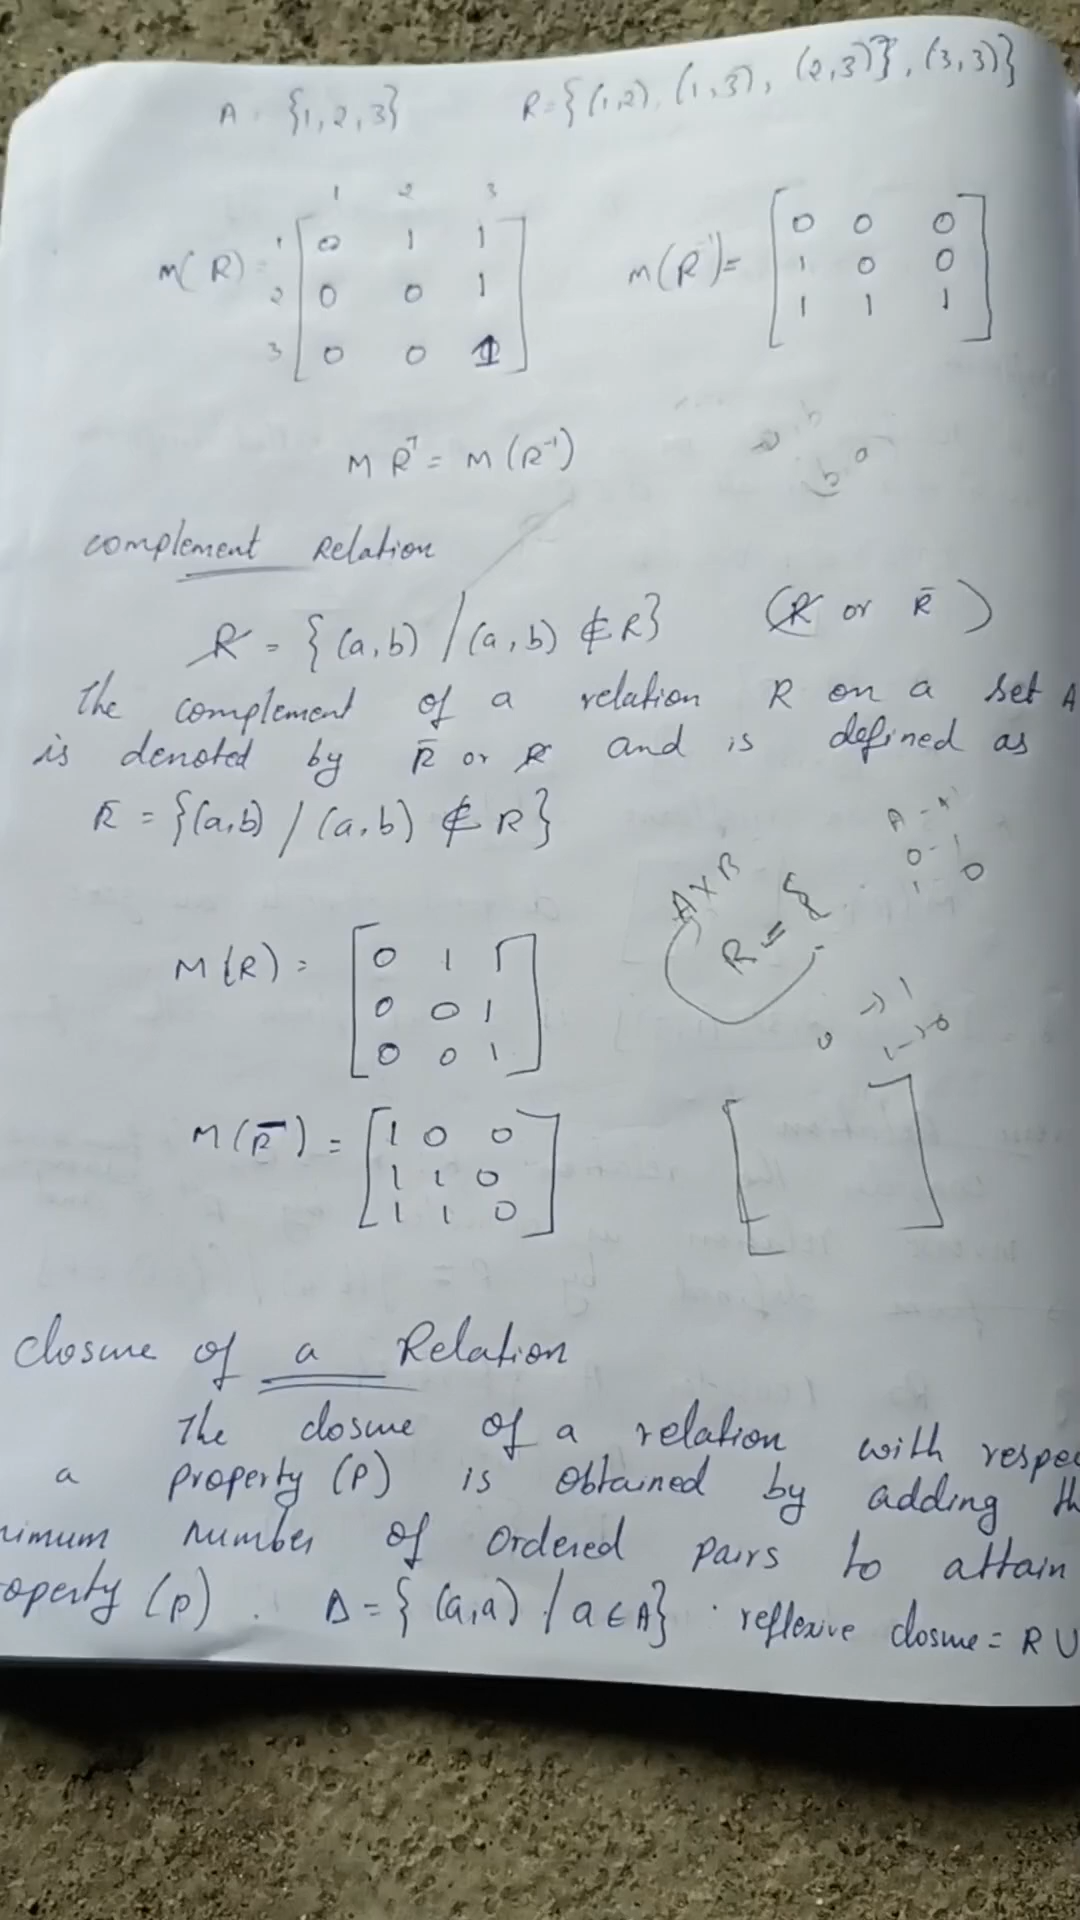 A = {1, 2, 3} R = {(1,2), (1,3), (2,3)}, (3,3)}
1 2 3
m(R) = 1 [0 1 1]
2 [0 0 1]
3 [0 0 1]
m(R⁻¹) = [0 0 0]
[1 0 0]
[1 1 1]
M Rᵀ = M(R⁻¹)
complement Relation
R̸ = {(a,b) / (a,b) ∉ R} (R̸ or R̄)
The complement of a relation R on a set A
is denoted by R̄ or R̸ and is defined as
R̄ = {(a,b) / (a,b) ∉ R}
A×B
R = {
M(R) = [0 1 1]
[0 0 1]
[0 0 1]
M(R̄) = [1 0 0]
[1 1 0]
[1 1 0]
closure of a Relation
The closure of a relation with respec
a property (P) is obtained by adding th
nimum number of ordered pairs to attain
operty (p). Δ = {(a,a) / a ∈ A} . reflexive closure = R ∪